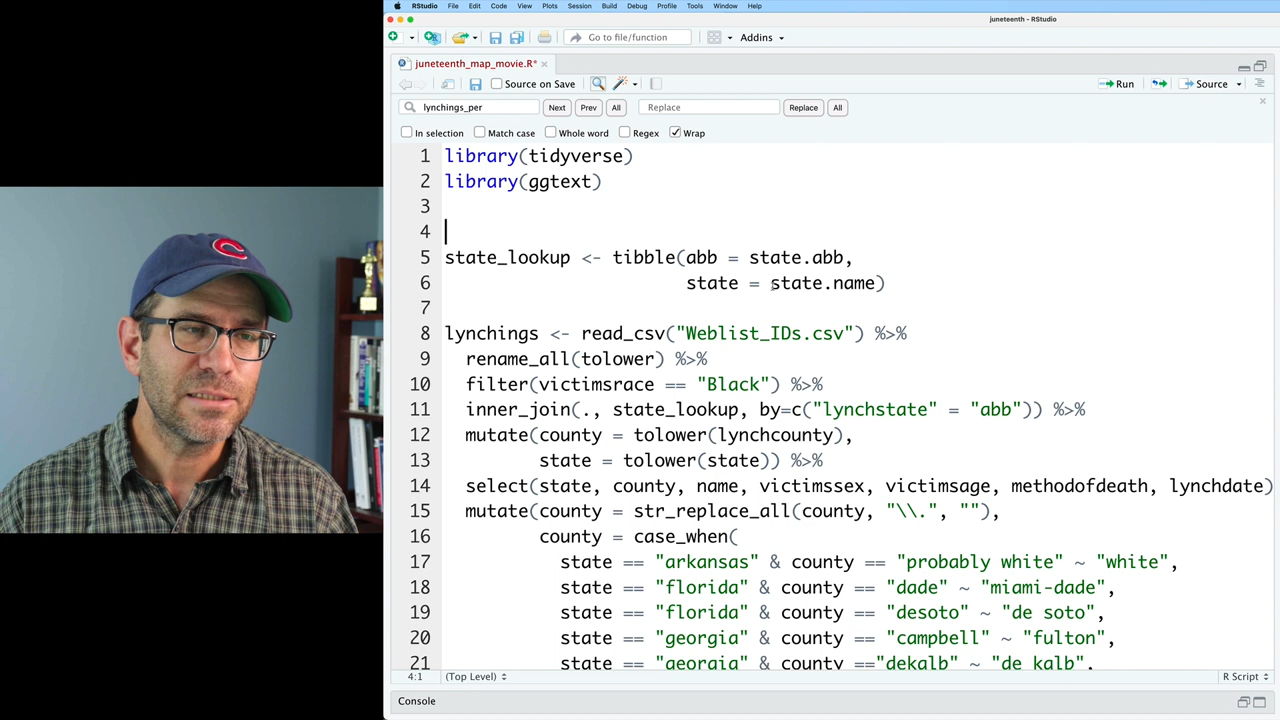 RStudio File Edit Code View Plots Session Build Debug Profile Tools Window Help
juneteenth - RStudio
Go to file/function Addins
juneteenth_map_movie.R*
Source on Save Run Source
lynchings_per Next Prev All Replace Replace All
In selection Match case Whole word Regex Wrap
1 library(tidyverse)
2 library(ggtext)
3
4
5 state_lookup <- tibble(abb = state.abb,
6 state = state.name)
7
8 lynchings <- read_csv("Weblist_IDs.csv") %>%
9 rename_all(tolower) %>%
10 filter(victimsrace == "Black") %>%
11 inner_join(., state_lookup, by=c("lynchstate" = "abb")) %>%
12 mutate(county = tolower(lynchcounty),
13 state = tolower(state)) %>%
14 select(state, county, name, victimssex, victimsage, methodofdeath, lynchdate)
15 mutate(county = str_replace_all(county, "\\.", ""),
16 county = case_when(
17 state == "arkansas" & county == "probably white" ~ "white",
18 state == "florida" & county == "dade" ~ "miami-dade",
19 state == "florida" & county == "desoto" ~ "de soto",
20 state == "georgia" & county == "campbell" ~ "fulton",
21 state == "georgia" & county =="dekalb" ~ "de kalb",
4:1 (Top Level) R Script
Console
C